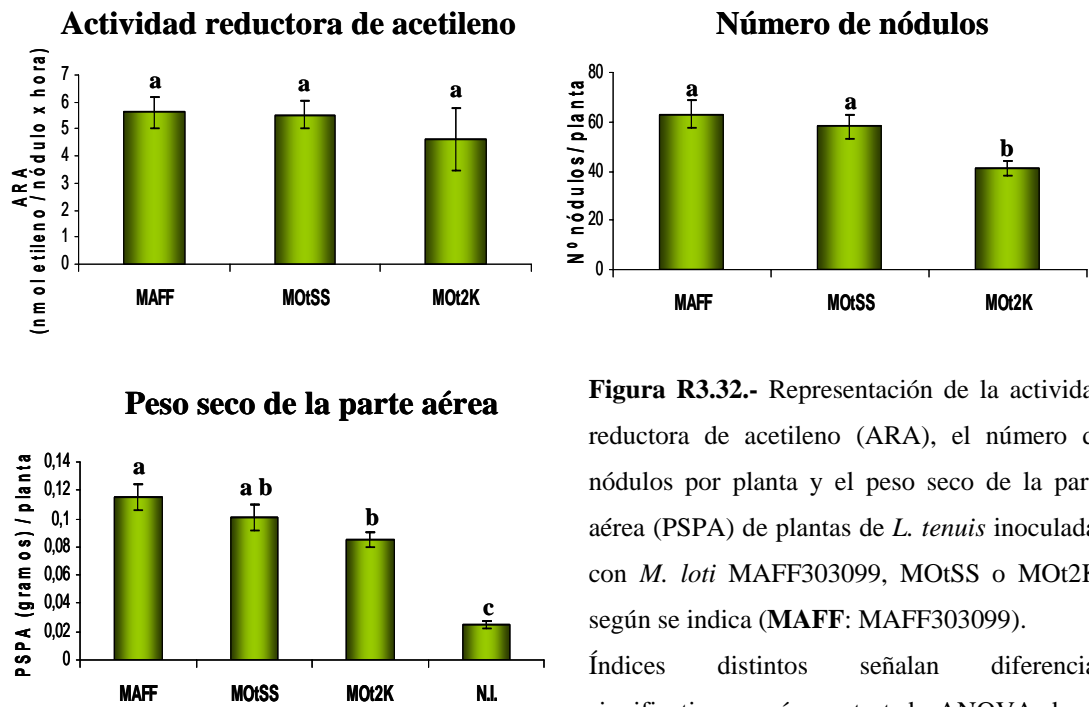 Actividad reductora de acetileno
ARA
(nmol etileno / nódulo x hora)
7
6
5
4
3
2
1
0
a
a
a
MAFF
MOtSS
MOt2K
Número de nódulos
Nº nódulos / planta
80
60
40
20
0
a
a
b
MAFF
MOtSS
MOt2K
Peso seco de la parte aérea
PSPA (gramos) / planta
0,14
0,12
0,1
0,08
0,06
0,04
0,02
0
a
a b
b
c
MAFF
MOtSS
MOt2K
N.I.
Figura R3.32.- Representación de la activida
reductora de acetileno (ARA), el número d
nódulos por planta y el peso seco de la par
aérea (PSPA) de plantas de L. tenuis inoculada
con M. loti MAFF303099, MOtSS o MOt2K
según se indica (MAFF: MAFF303099).
Índices distintos señalan diferencia